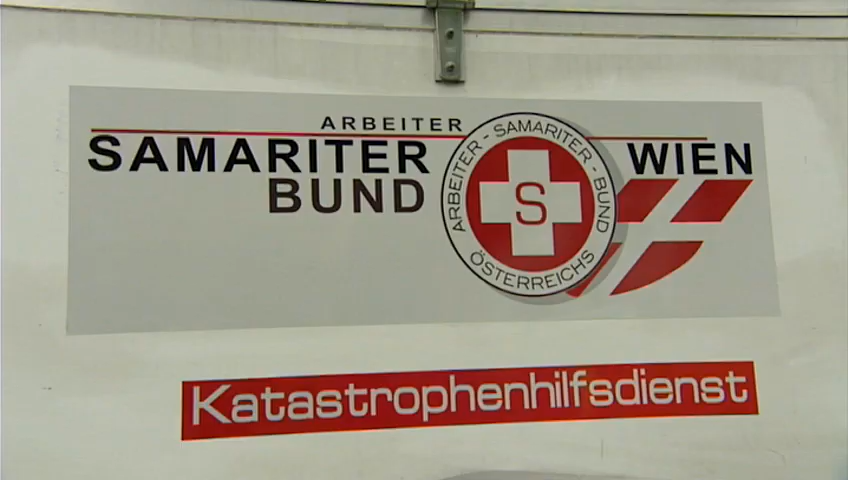 ARBEITER
SAMARITER
BUND
WIEN
ARBEITER - SAMARITER - BUND
ÖSTERREICHS
S
Katastrophenhilfsdienst